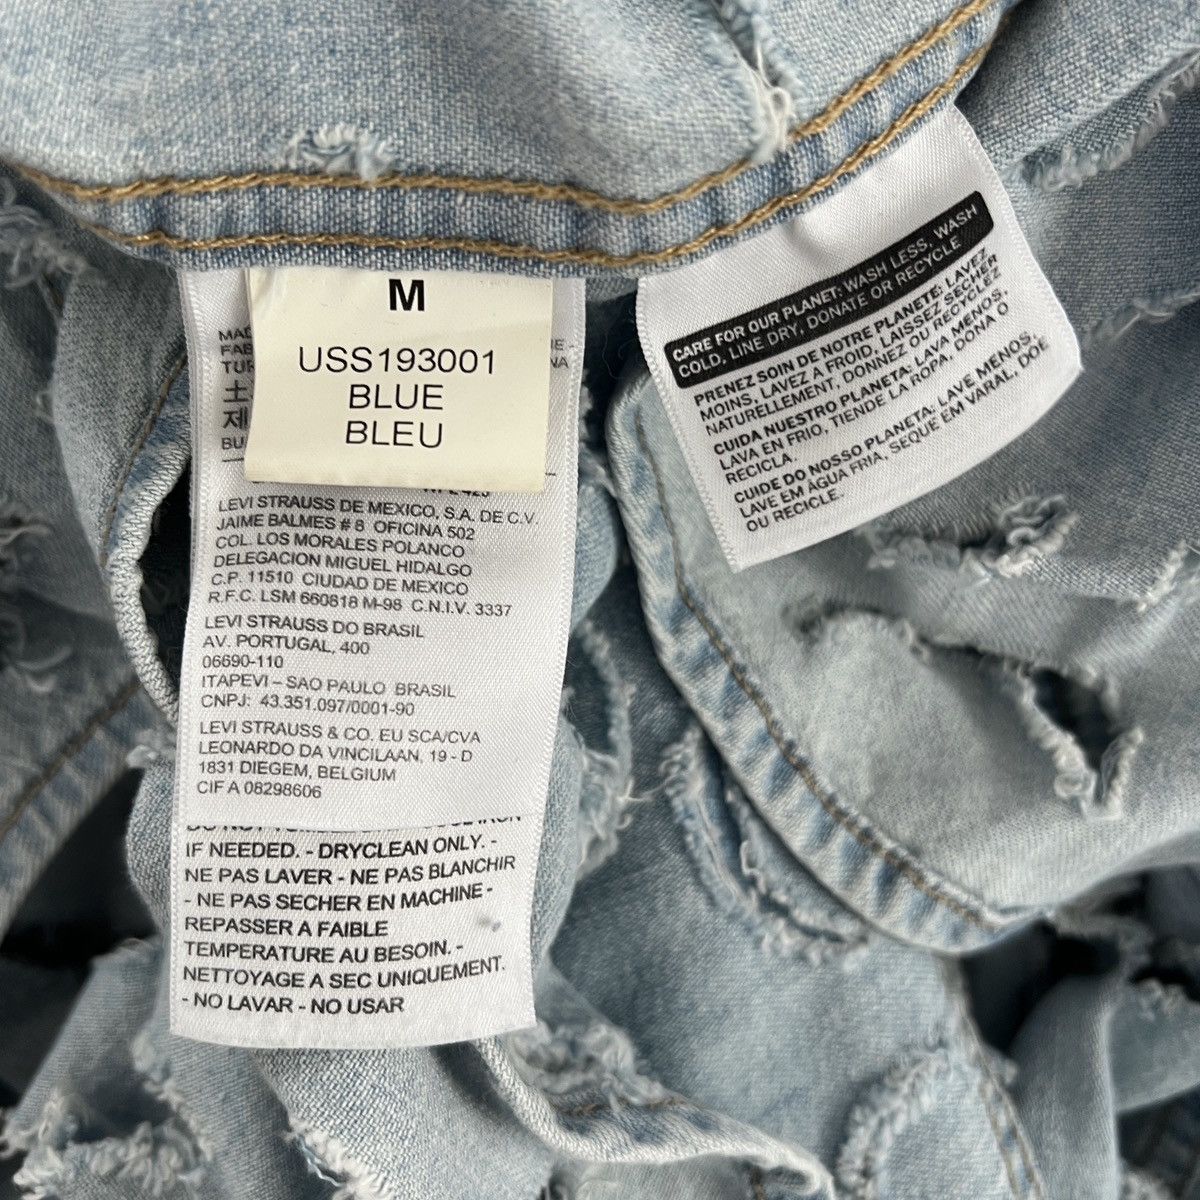 M
USS193001
BLUE
BLEU
LEVI STRAUSS DE MEXICO, S.A. DE C.V.
JAIME BALMES # 8 OFICINA 502
COL. LOS MORALES POLANCO
DELEGACION MIGUEL HIDALGO
C.P. 11510 CIUDAD DE MEXICO
R.F.C. LSM 660818 M-98 C.N.I.V. 3337
LEVI STRAUSS DO BRASIL
AV. PORTUGAL, 400
06690-110
ITAPEVI – SAO PAULO BRASIL
CNPJ: 43.351.097/0001-90
LEVI STRAUSS & CO. EU SCA/CVA
LEONARDO DA VINCILAAN, 19 - D
1831 DIEGEM, BELGIUM
CIF A 08298606
IF NEEDED. - DRYCLEAN ONLY. -
NE PAS LAVER - NE PAS BLANCHIR
- NE PAS SECHER EN MACHINE -
REPASSER A FAIBLE
TEMPERATURE AU BESOIN. -
NETTOYAGE A SEC UNIQUEMENT.
- NO LAVAR - NO USAR
CARE FOR OUR PLANET: WASH LESS, WASH
COLD, LINE DRY, DONATE OR RECYCLE
PRENEZ SOIN DE NOTRE PLANETE: LAVEZ
MOINS, LAVEZ A FROID, LAISSEZ SECHER
NATURELLEMENT, DONNEZ OU RECYCLEZ
CUIDA NUESTRO PLANETA: LAVA MENOS,
LAVA EN FRIO, TIENDE LA ROPA, DONA O
RECICLA.
CUIDE DO NOSSO PLANETA: LAVE MENOS,
LAVE EM ÁGUA FRIA, SEQUE EM VARAL, DOE
OU RECICLE.